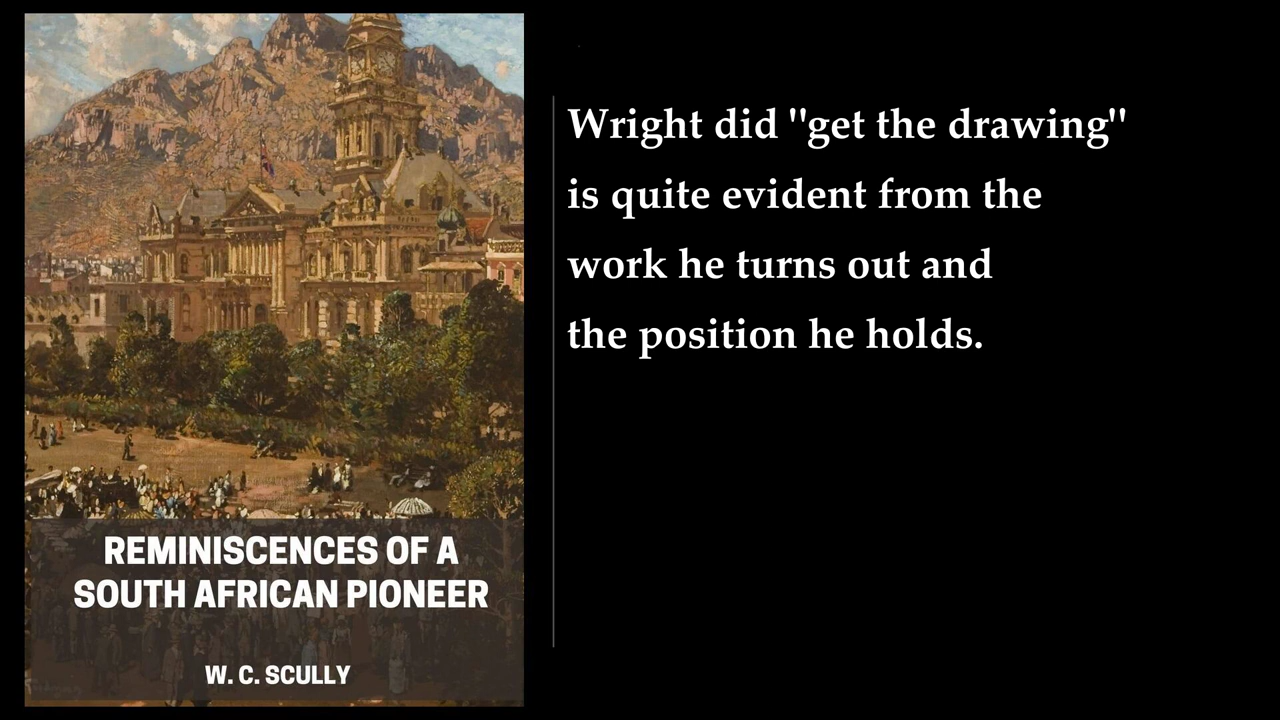 Wright did "get the drawing"
is quite evident from the
work he turns out and
the position he holds.
REMINISCENCES OF A
SOUTH AFRICAN PIONEER
W. C. SCULLY